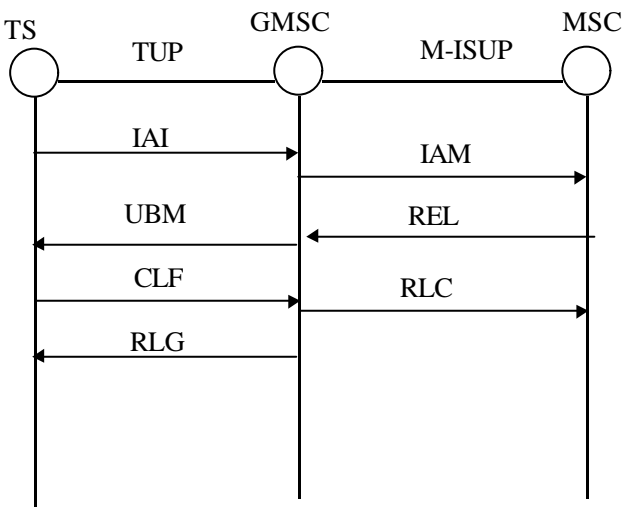 TS
GMSC
MSC
TUP
M-ISUP
IAI
IAM
UBM
REL
CLF
RLC
RLG